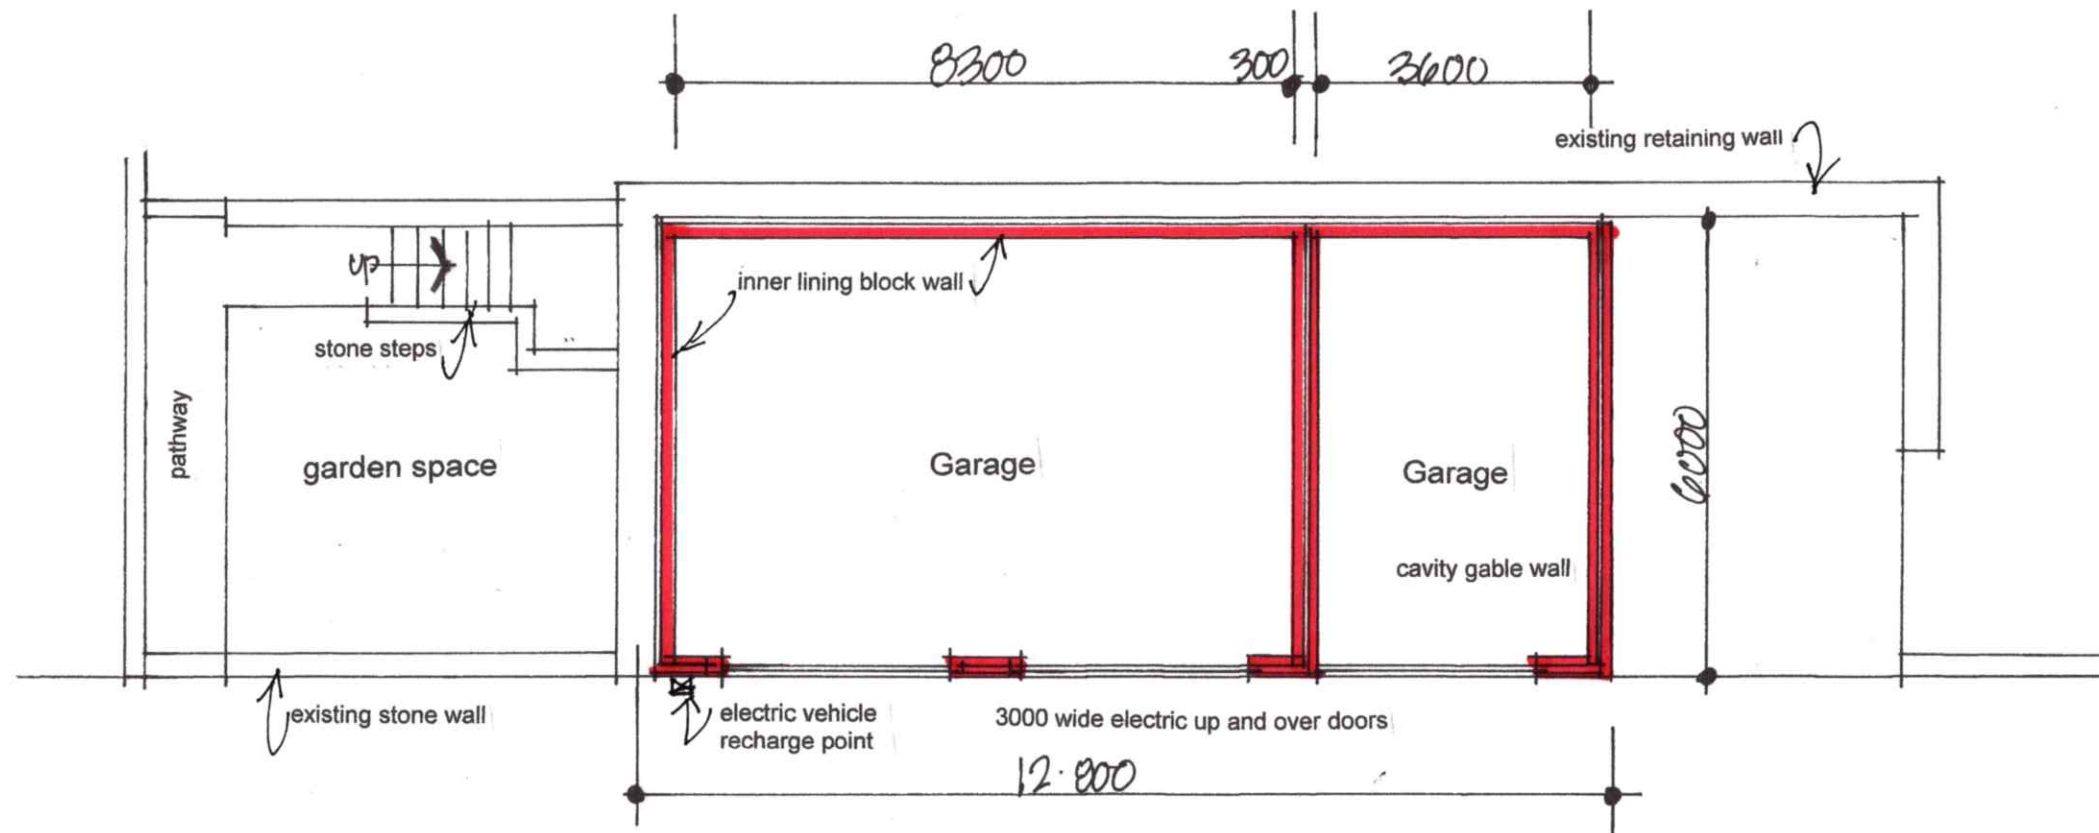 8300
300
3600
existing retaining wall
up
inner lining block wall
stone steps
pathway
garden space
Garage
Garage
6000
cavity gable wall
existing stone wall
electric vehicle
recharge point
3000 wide electric up and over doors
12.800